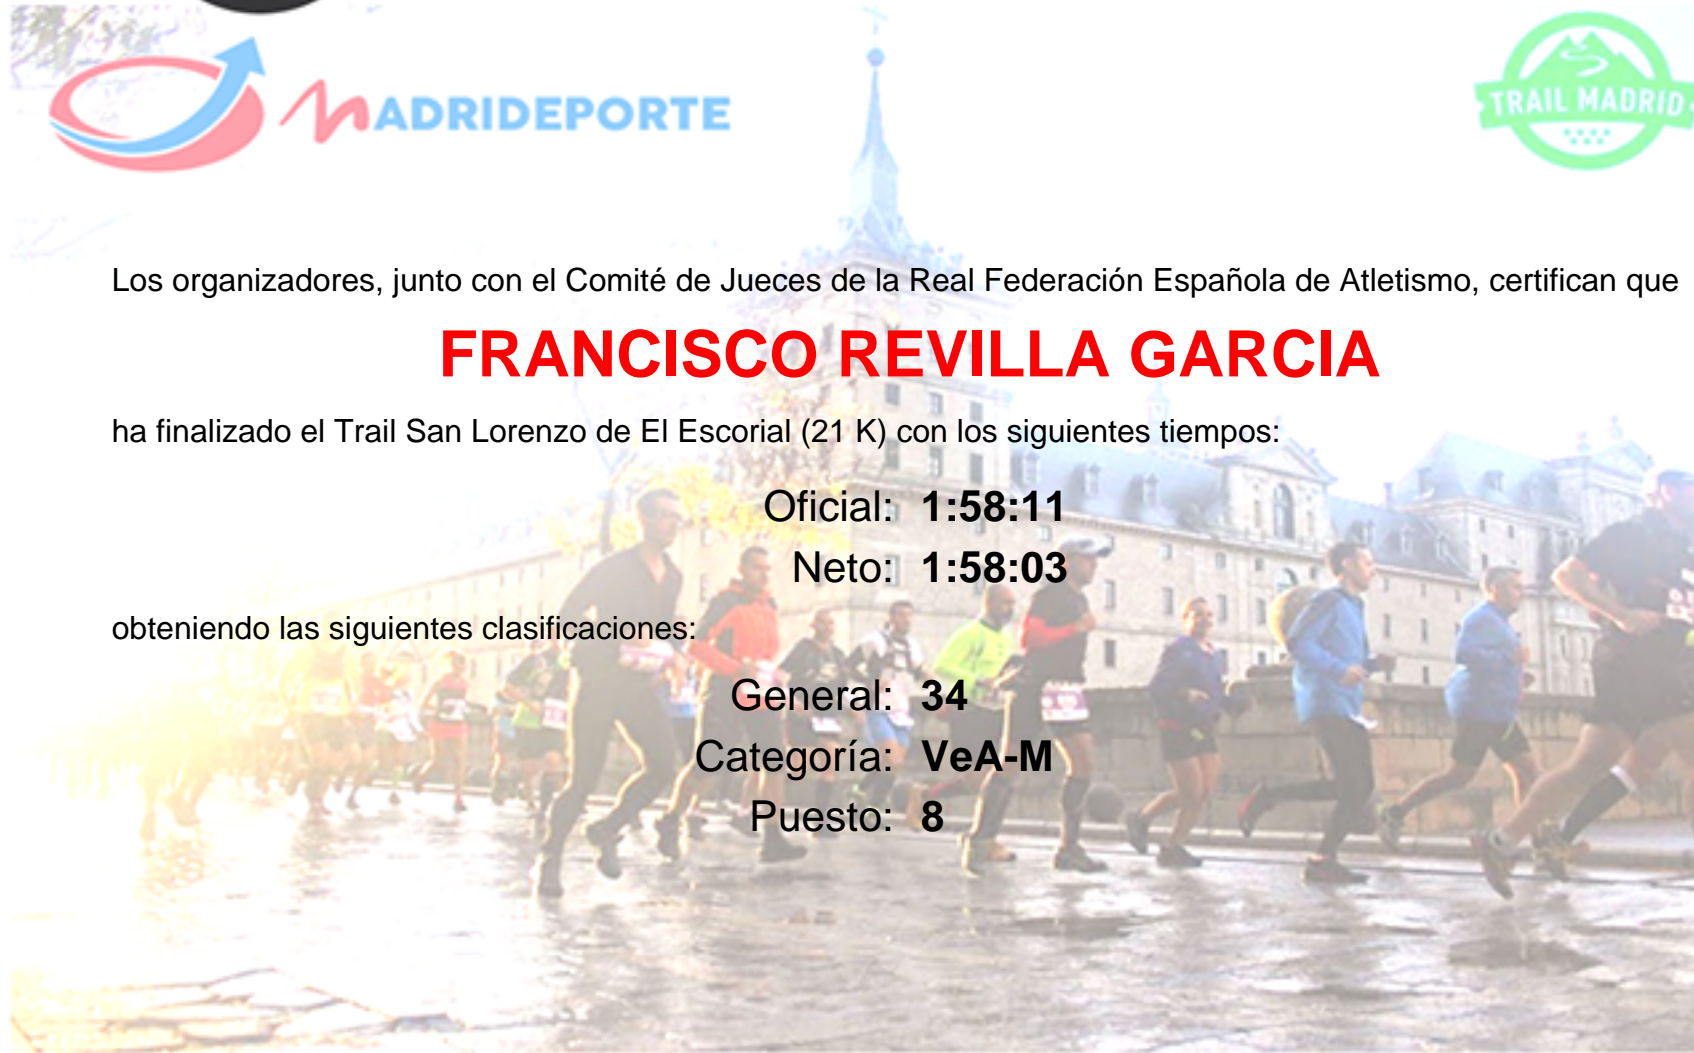 MADRIDEPORTE
TRAIL MADRID
Los organizadores, junto con el Comité de Jueces de la Real Federación Española de Atletismo, certifican que
FRANCISCO REVILLA GARCIA
ha finalizado el Trail San Lorenzo de El Escorial (21 K) con los siguientes tiempos:
Oficial: 1:58:11
Neto: 1:58:03
obteniendo las siguientes clasificaciones:
General: 34
Categoría: VeA-M
Puesto: 8